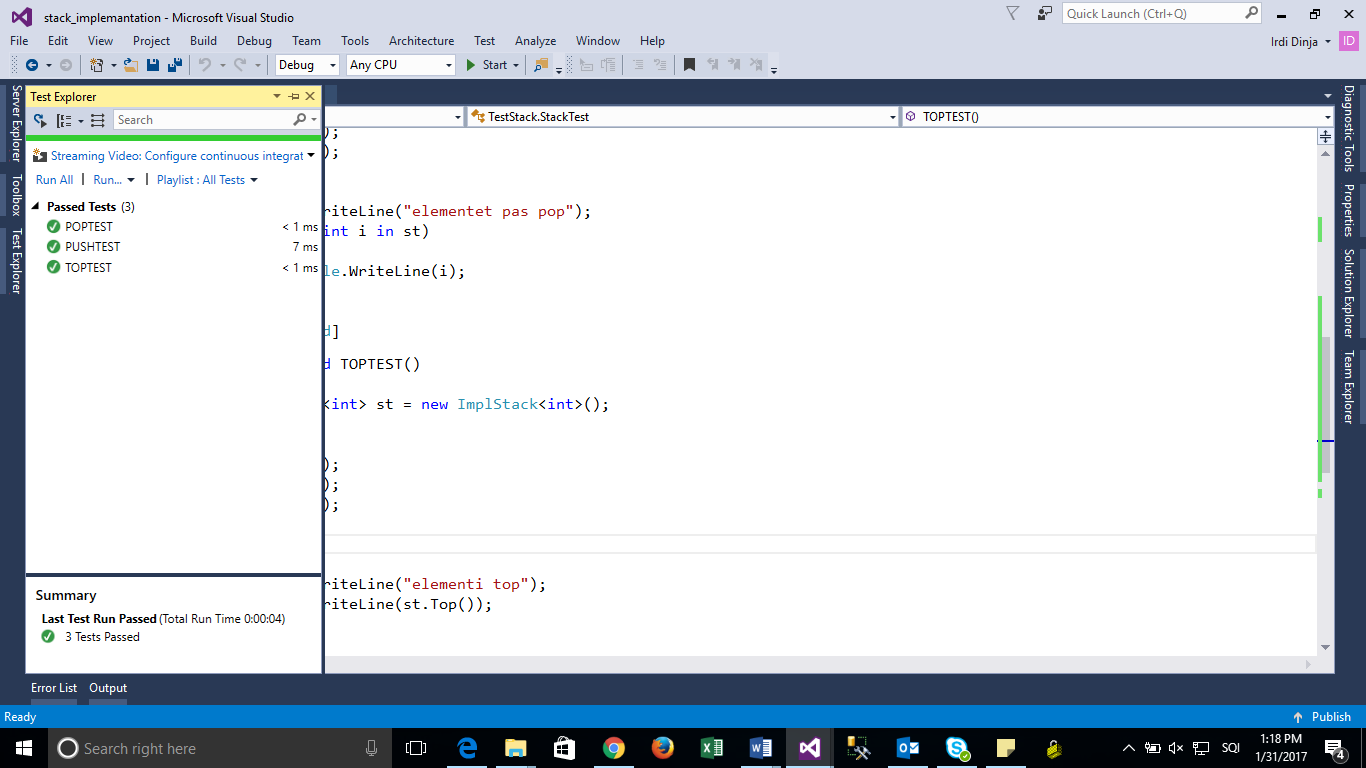 stack_implemantation - Microsoft Visual Studio
Quick Launch (Ctrl+Q)
File Edit View Project Build Debug Team Tools Architecture Test Analyze Window Help
Irdi Dinja ID
Debug Any CPU Start
Server Explorer
Toolbox
Test Explorer
Test Explorer
Search
Streaming Video: Configure continuous integrat
Run All | Run... | Playlist : All Tests
Passed Tests (3)
POPTEST < 1 ms
PUSHTEST 7 ms
TOPTEST < 1 ms
Summary
Last Test Run Passed (Total Run Time 0:00:04)
3 Tests Passed
TestStack.StackTest TOPTEST()
);
);
riteLine("elementet pas pop");
int i in st)
le.WriteLine(i);
d]
d TOPTEST()
<int> st = new ImplStack<int>();
);
);
);
riteLine("elementi top");
riteLine(st.Top());
Diagnostic Tools
Properties
Solution Explorer
Team Explorer
Error List Output
Ready Publish
Search right here
SQI
1:18 PM
1/31/2017
4